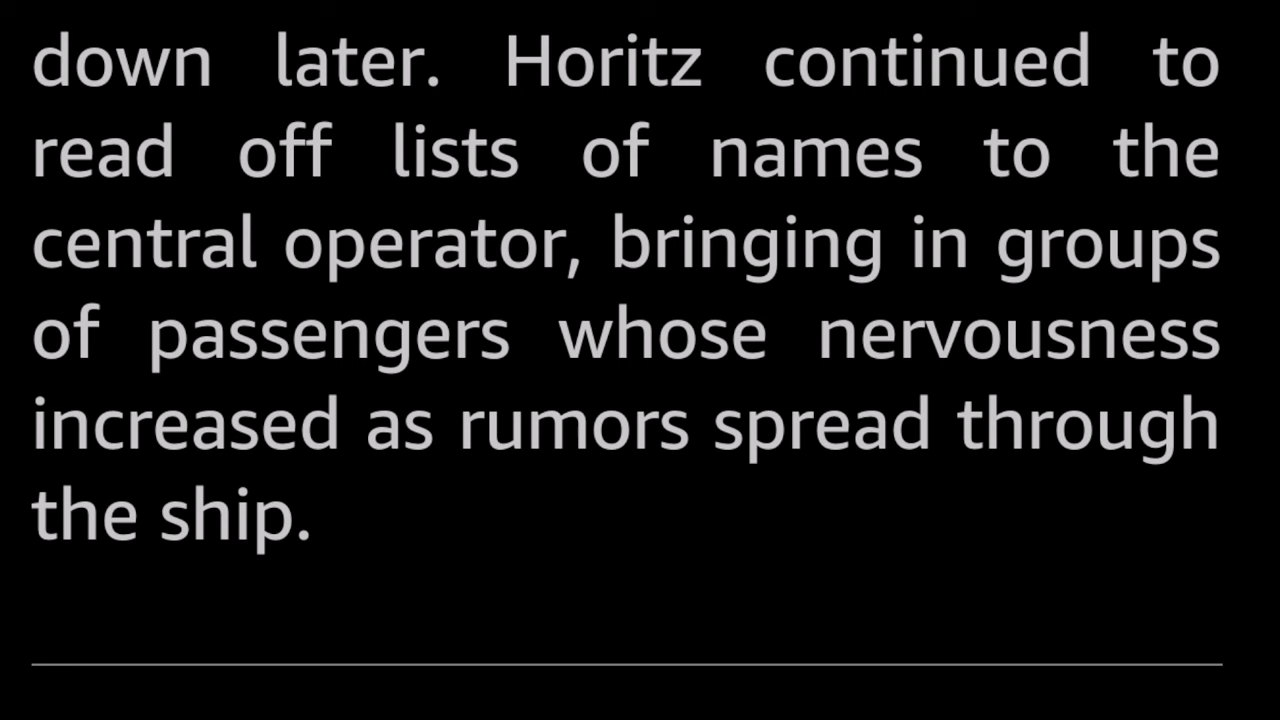 down later. Horitz continued to
read off lists of names to the
central operator, bringing in groups
of passengers whose nervousness
increased as rumors spread through
the ship.